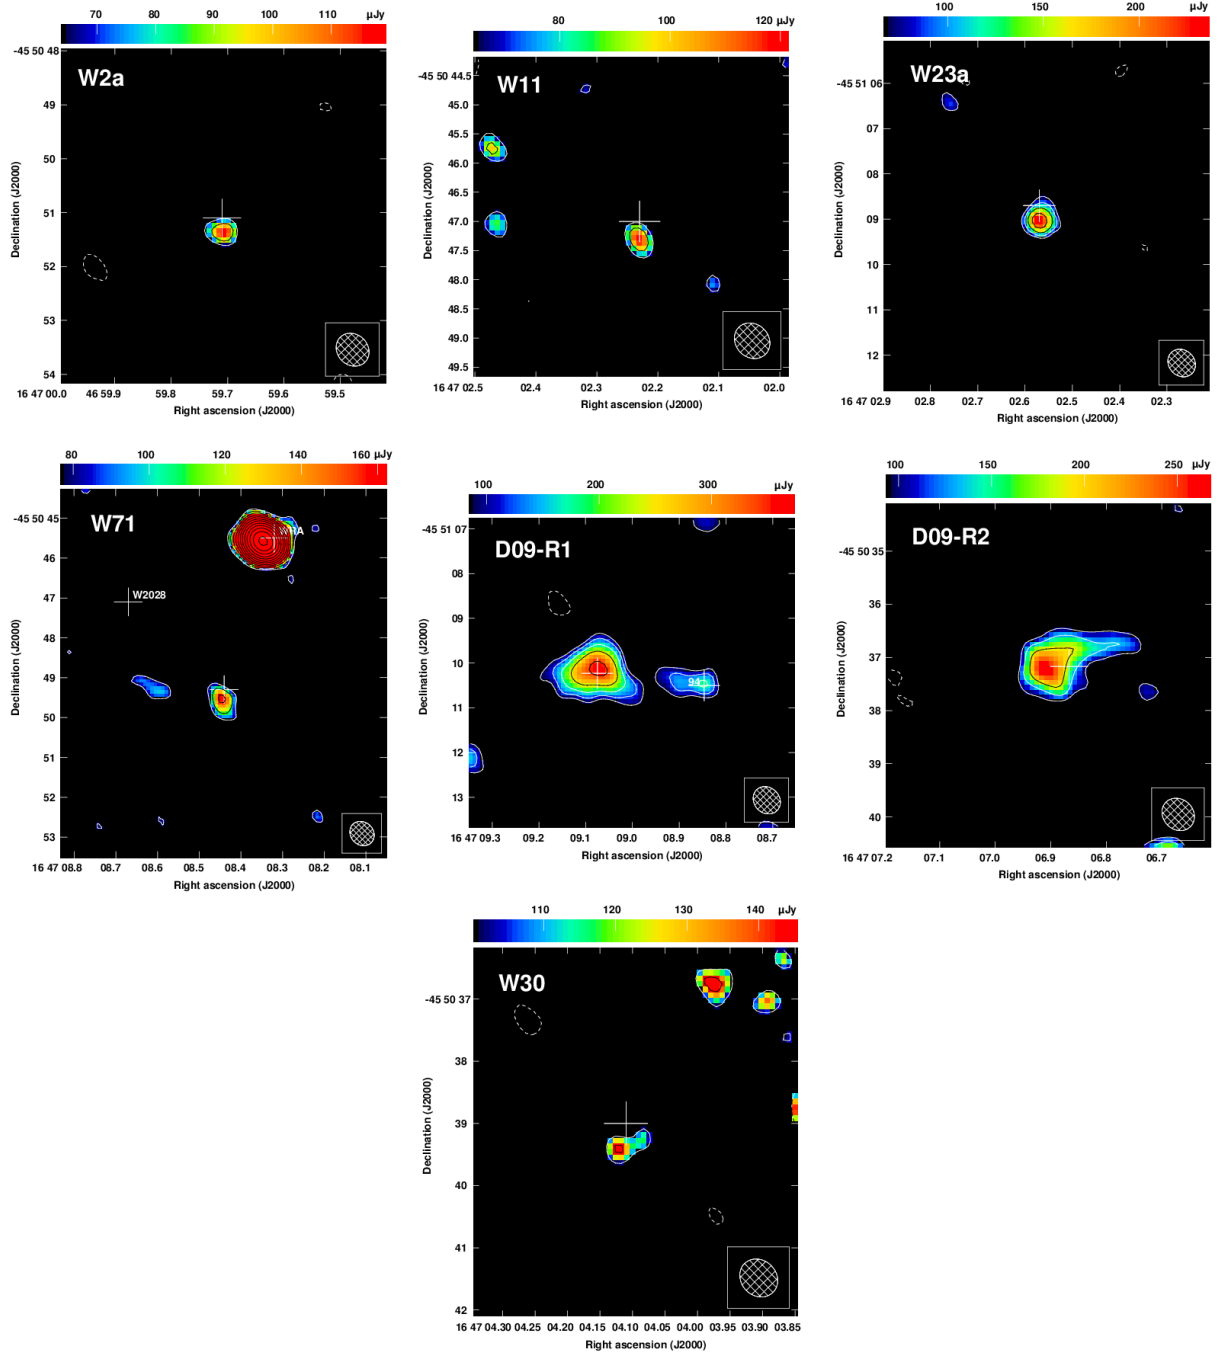 70 80 90 100 110 μJy
W2a
-45 50 48
49
50
51
52
53
54
Declination (J2000)
16 47 00.0 46 59.9 59.8 59.7 59.6 59.5
Right ascension (J2000)
80 100 120 μJy
W11
-45 50 44.5
45.0
45.5
46.0
46.5
47.0
47.5
48.0
48.5
49.0
49.5
Declination (J2000)
16 47 02.5 02.4 02.3 02.2 02.1 02.0
Right ascension (J2000)
100 150 200 μJy
W23a
-45 51 06
07
08
09
10
11
12
Declination (J2000)
16 47 02.9 02.8 02.7 02.6 02.5 02.4 02.3
Right ascension (J2000)
80 100 120 140 160 μJy
W71
-45 50 45
46
47
48
49
50
51
52
53
W2028
Declination (J2000)
16 47 08.8 08.7 08.6 08.5 08.4 08.3 08.2 08.1
Right ascension (J2000)
100 200 300 μJy
D09-R1
-45 51 07
08
09
10
11
12
13
94
Declination (J2000)
16 47 09.3 09.2 09.1 09.0 08.9 08.8 08.7
Right ascension (J2000)
100 150 200 250 μJy
D09-R2
-45 50 35
36
37
38
39
40
Declination (J2000)
16 47 07.2 07.1 07.0 06.9 06.8 06.7
Right ascension (J2000)
110 120 130 140 μJy
W30
-45 50 37
38
39
40
41
42
Declination (J2000)
16 47 04.30 04.25 04.20 04.15 04.10 04.05 04.00 03.95 03.90 03.85
Right ascension (J2000)